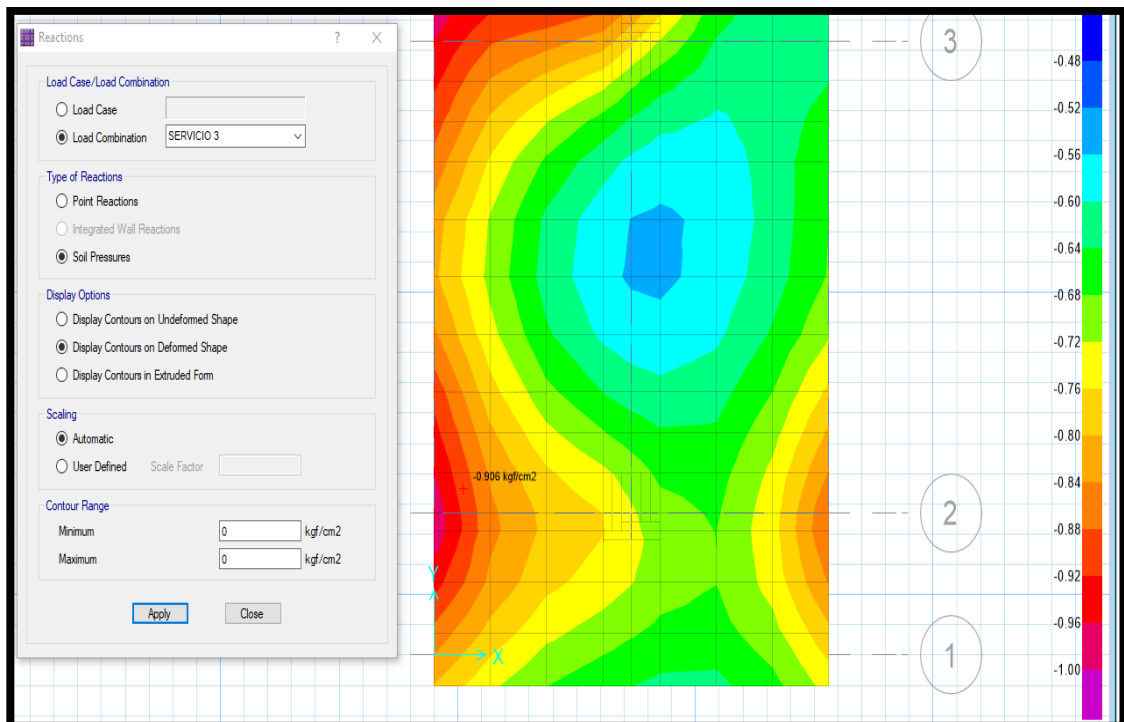 Reactions
? X
Load Case/Load Combination
Load Case
Load Combination SERVICIO 3
Type of Reactions
Point Reactions
Integrated Wall Reactions
Soil Pressures
Display Options
Display Contours on Undeformed Shape
Display Contours on Deformed Shape
Display Contours in Extruded Form
Scaling
Automatic
User Defined Scale Factor
Contour Range
Minimum 0 kgf/cm2
Maximum 0 kgf/cm2
Apply Close
-0.906 kgf/cm2
Y
X
3
2
1
-0.48
-0.52
-0.56
-0.60
-0.64
-0.68
-0.72
-0.76
-0.80
-0.84
-0.88
-0.92
-0.96
-1.00